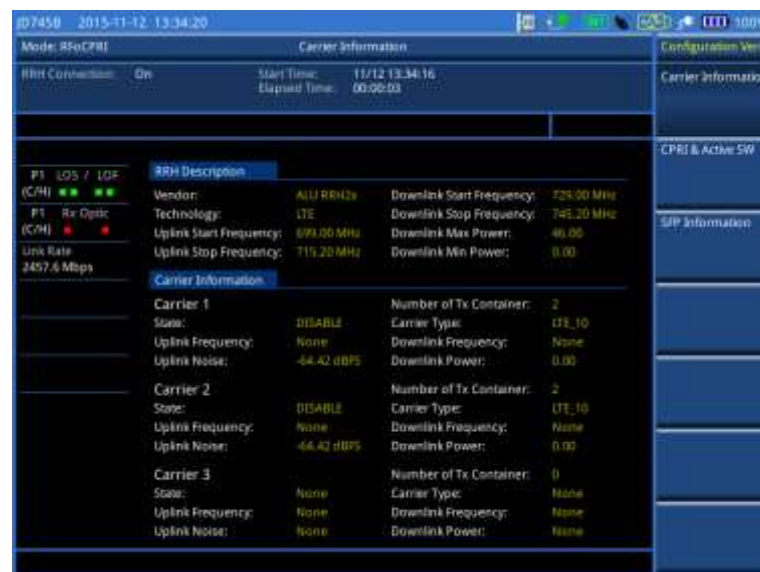 JD745B 2015-11-12 13:34:20
INT 100%
Mode: RFoCPRI Carrier Information
Configuration Ver
RRH Connection: On Start Time: 11/12 13:34:16
Elapsed Time: 00:00:03
Carrier Informatio
CPRI & Active SW
SFP Information
P1 LOS / LOF
(C/H)
P1 Rx Optic
(C/H)
Link Rate
2457.6 Mbps
RRH Description
Vendor: ALU RRH2x Downlink Start Frequency: 729.00 MHz
Technology: LTE Downlink Stop Frequency: 745.20 MHz
Uplink Start Frequency: 699.00 MHz Downlink Max Power: 46.00
Uplink Stop Frequency: 715.20 MHz Downlink Min Power: 0.00
Carrier Information
Carrier 1 Number of Tx Container: 2
State: DISABLE Carrier Type: LTE_10
Uplink Frequency: None Downlink Frequency: None
Uplink Noise: -64.42 dBFS Downlink Power: 0.00
Carrier 2 Number of Tx Container: 2
State: DISABLE Carrier Type: LTE_10
Uplink Frequency: None Downlink Frequency: None
Uplink Noise: -64.42 dBFS Downlink Power: 0.00
Carrier 3 Number of Tx Container: 0
State: None Carrier Type: None
Uplink Frequency: None Downlink Frequency: None
Uplink Noise: None Downlink Power: None